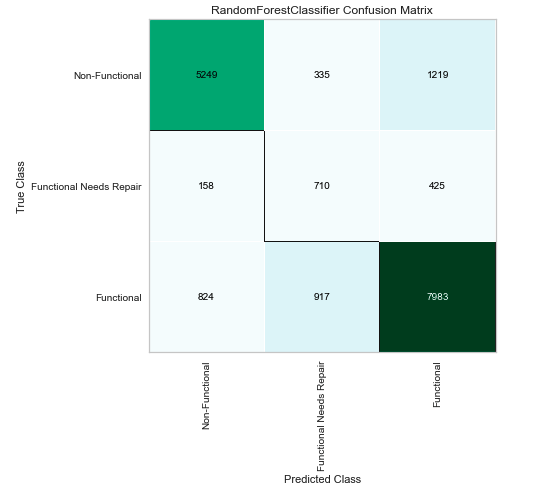 RandomForestClassifier Confusion Matrix
True Class
Non-Functional
5249
335
1219
Functional Needs Repair
158
710
425
Functional
824
917
7983
Non-Functional
Functional Needs Repair
Functional
Predicted Class